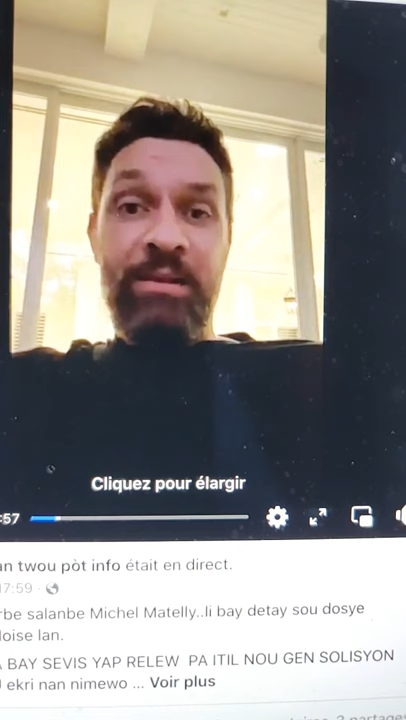 Cliquez pour élargir
:57
an twou pòt info était en direct.
17:59 ·
rbe salanbe Michel Matelly..li bay detay sou dosye
loise lan.
BAY SEVIS YAP RELEW PA ITIL NOU GEN SOLISYON
ekri nan nimewo ... Voir plus